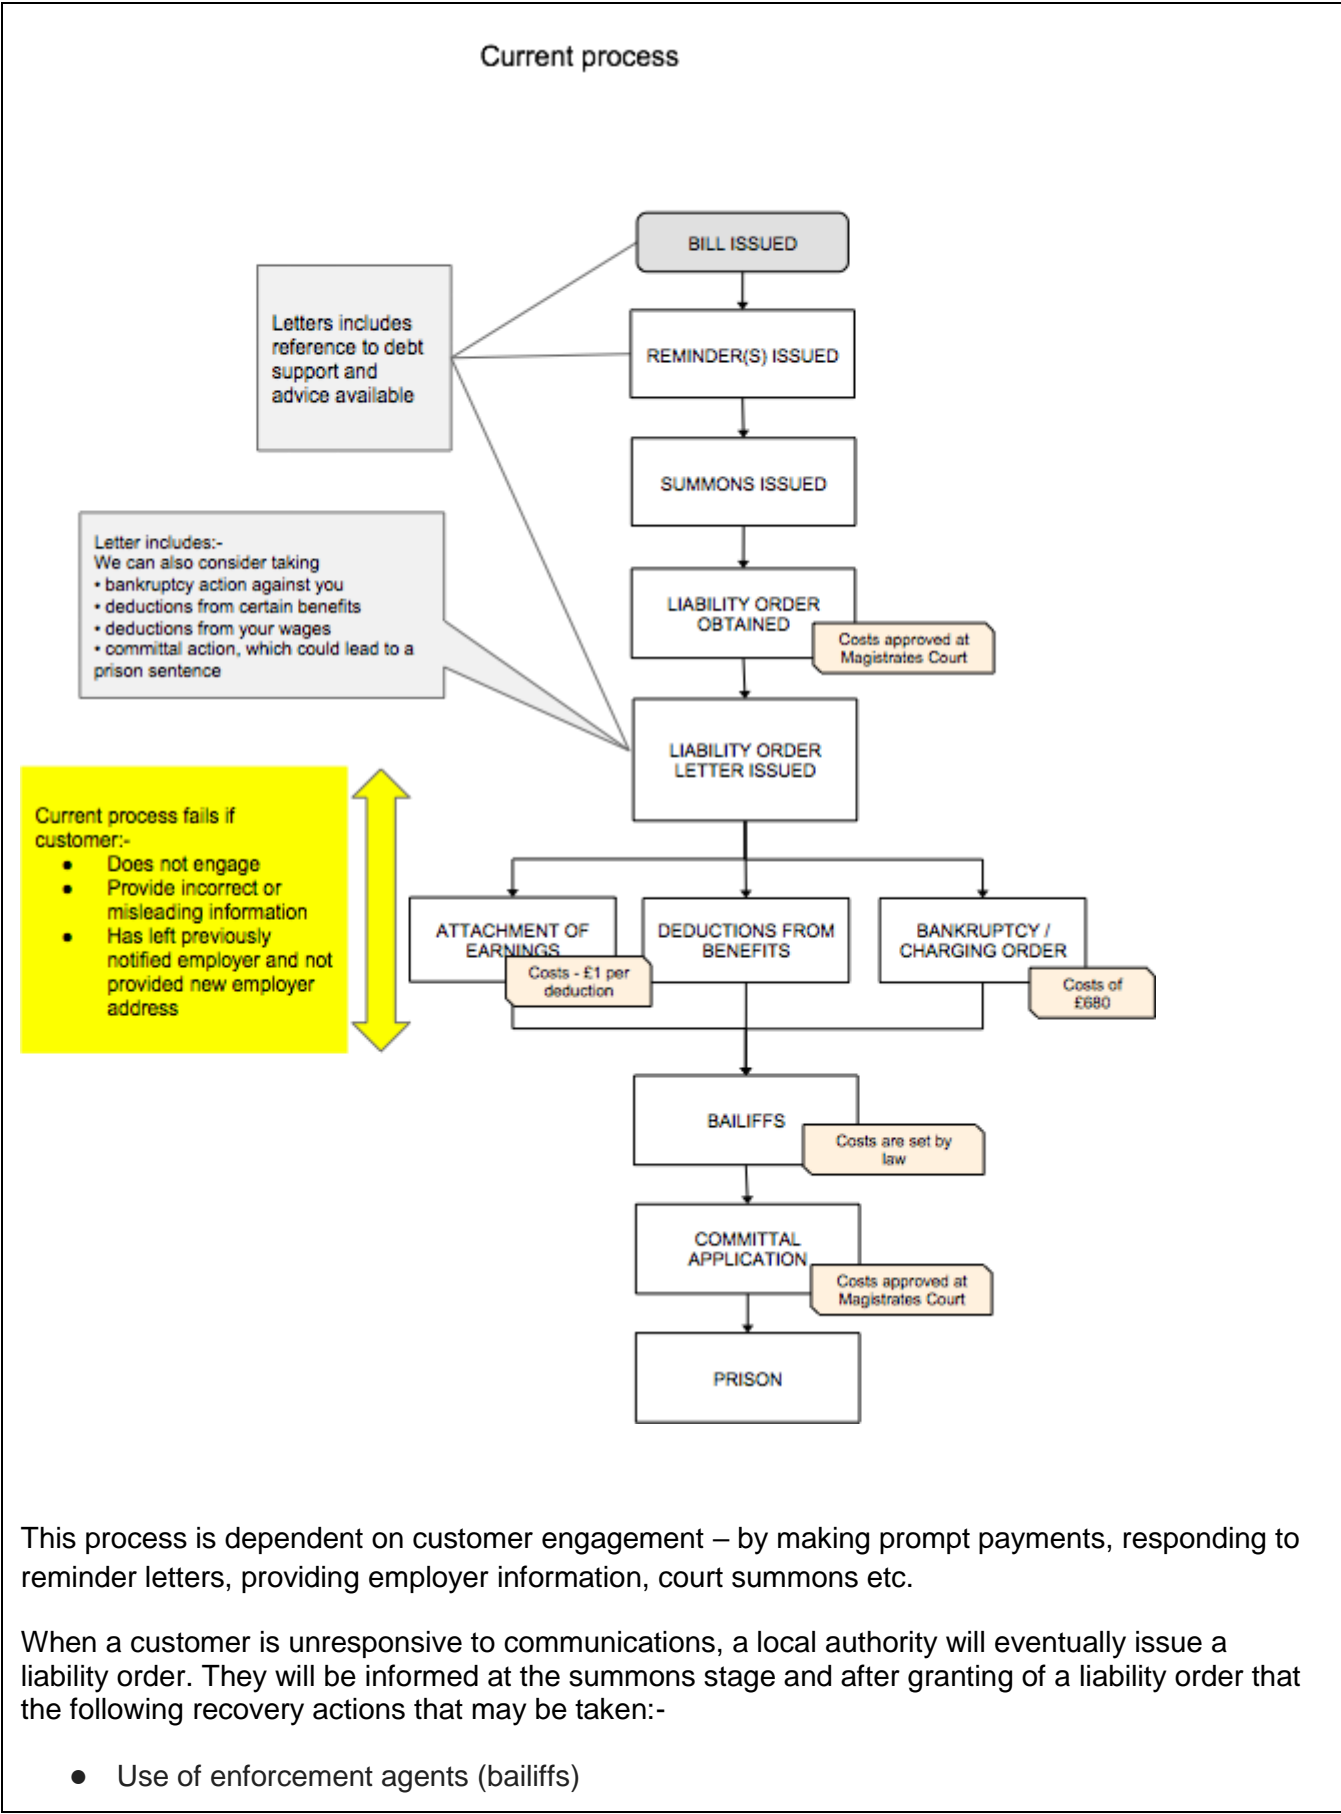 Current process
BILL ISSUED
Letters includes
reference to debt
support and
advice available
REMINDER(S) ISSUED
SUMMONS ISSUED
Letter includes:-
We can also consider taking
• bankruptcy action against you
• deductions from certain benefits
• deductions from your wages
• committal action, which could lead to a
prison sentence
LIABILITY ORDER
OBTAINED
Costs approved at
Magistrates Court
LIABILITY ORDER
LETTER ISSUED
Current process fails if
customer:-
● Does not engage
● Provide incorrect or
misleading information
● Has left previously
notified employer and not
provided new employer
address
ATTACHMENT OF
EARNINGS
Costs - £1 per
deduction
DEDUCTIONS FROM
BENEFITS
BANKRUPTCY /
CHARGING ORDER
Costs of
£680
BAILIFFS
Costs are set by
law
COMMITTAL
APPLICATION
Costs approved at
Magistrates Court
PRISON
This process is dependent on customer engagement – by making prompt payments, responding to
reminder letters, providing employer information, court summons etc.
When a customer is unresponsive to communications, a local authority will eventually issue a
liability order. They will be informed at the summons stage and after granting of a liability order that
the following recovery actions that may be taken:-
● Use of enforcement agents (bailiffs)